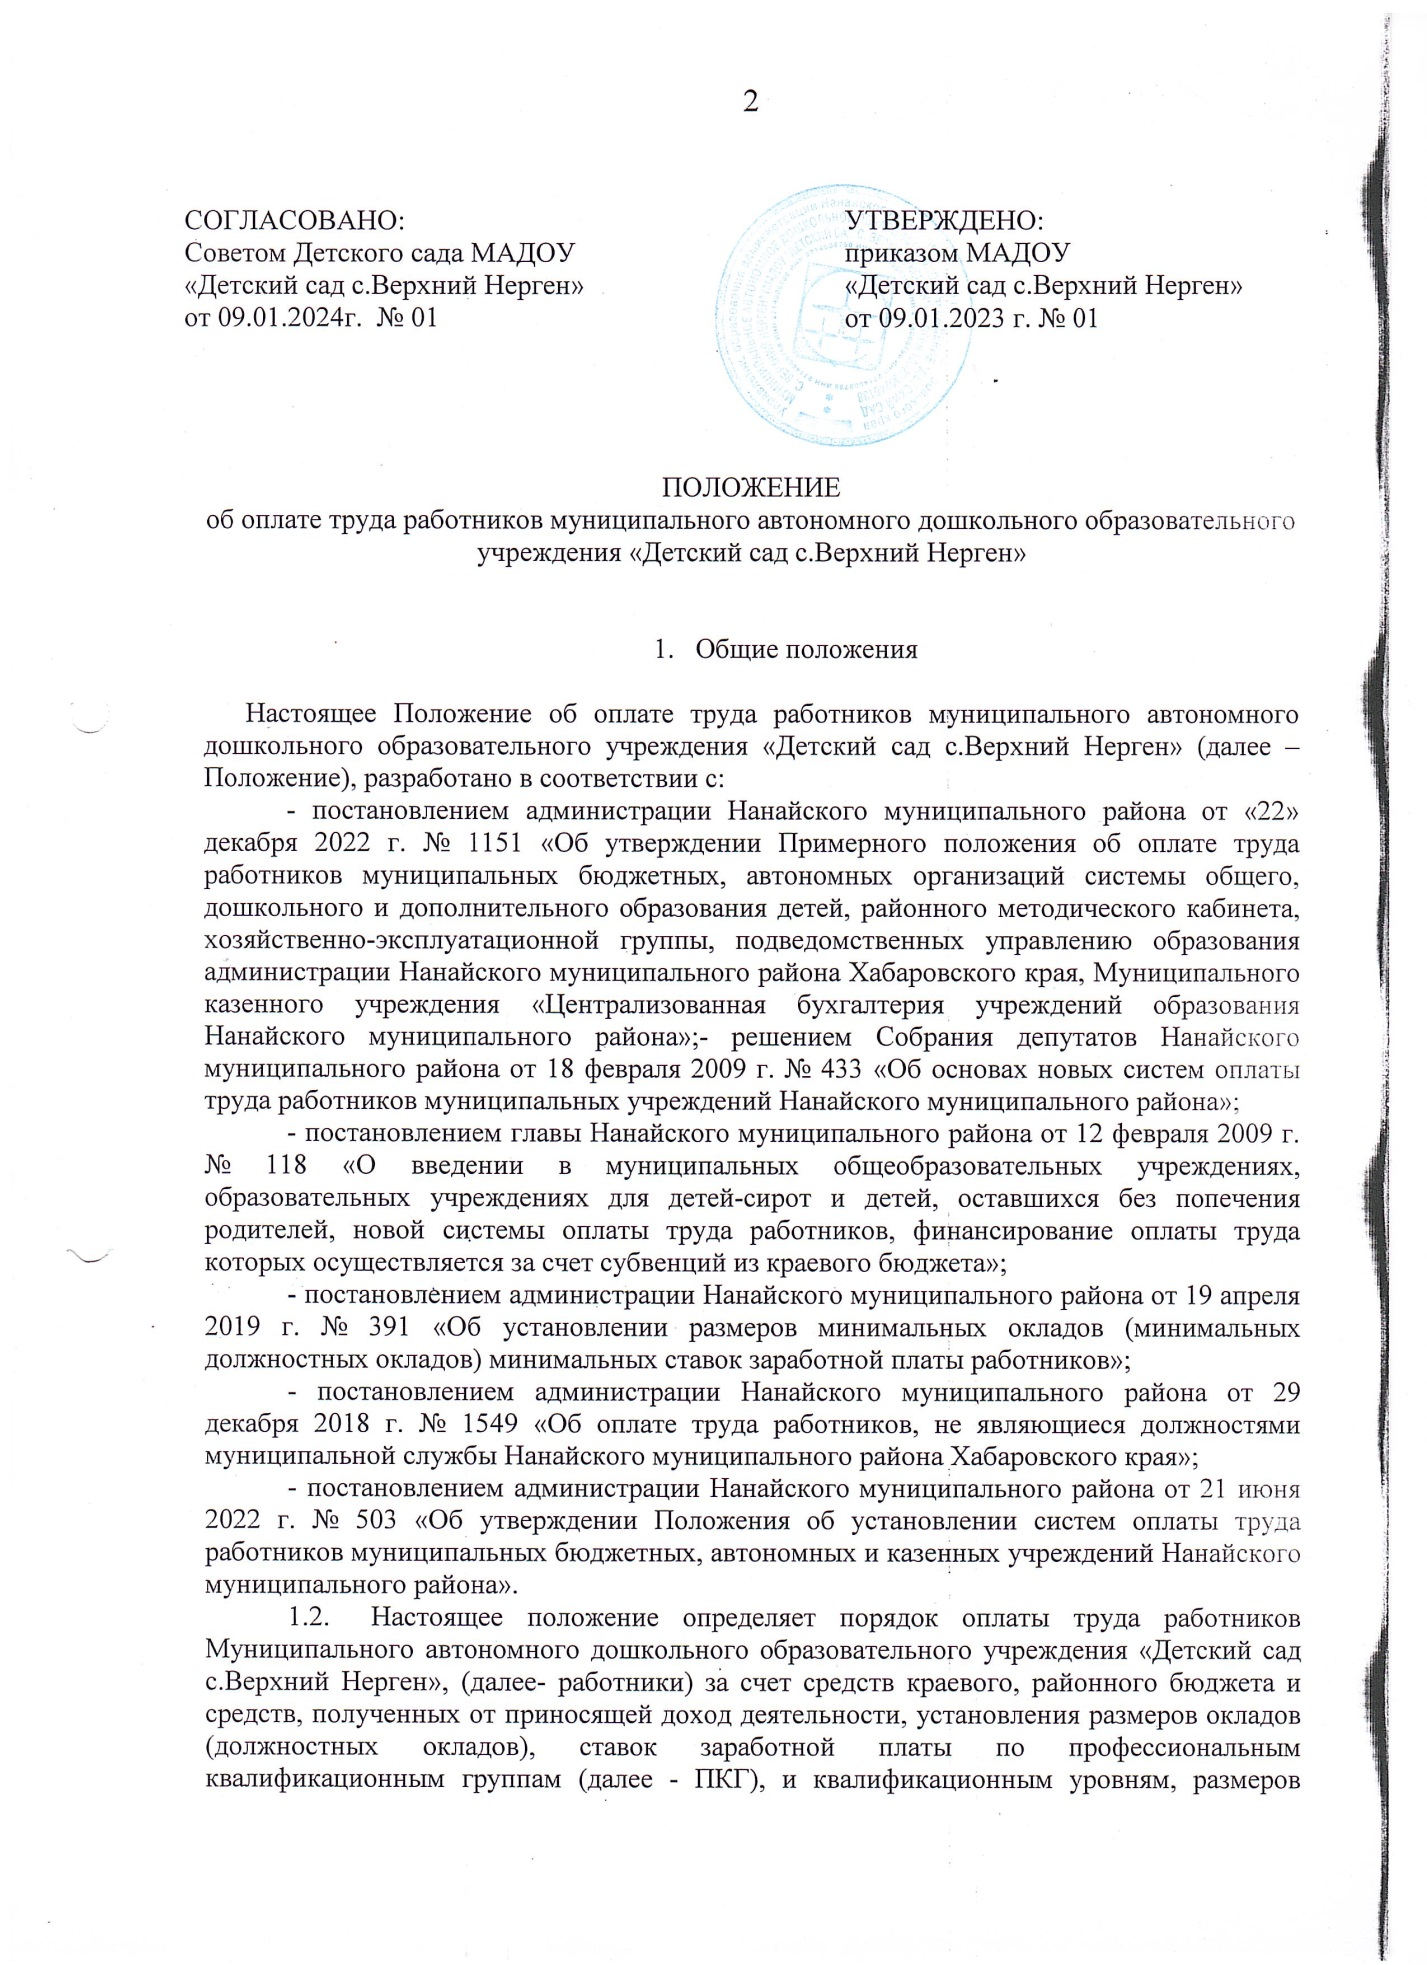 2
СОГЛАСОВАНО:
Советом Детского сада МАДОУ
«Детский сад с.Верхний Нерген»
от 09.01.2024г. № 01
УТВЕРЖДЕНО:
приказом МАДОУ
«Детский сад с.Верхний Нерген»
от 09.01.2023 г. № 01
ПОЛОЖЕНИЕ
об оплате труда работников муниципального автономного дошкольного образовательного
учреждения «Детский сад с.Верхний Нерген»
1. Общие положения
Настоящее Положение об оплате труда работников муниципального автономного
дошкольного образовательного учреждения «Детский сад с.Верхний Нерген» (далее –
Положение), разработано в соответствии с:
- постановлением администрации Нанайского муниципального района от «22»
декабря 2022 г. № 1151 «Об утверждении Примерного положения об оплате труда
работников муниципальных бюджетных, автономных организаций системы общего,
дошкольного и дополнительного образования детей, районного методического кабинета,
хозяйственно-эксплуатационной группы, подведомственных управлению образования
администрации Нанайского муниципального района Хабаровского края, Муниципального
казенного учреждения «Централизованная бухгалтерия учреждений образования
Нанайского муниципального района»;- решением Собрания депутатов Нанайского
муниципального района от 18 февраля 2009 г. № 433 «Об основах новых систем оплаты
труда работников муниципальных учреждений Нанайского муниципального района»;
- постановлением главы Нанайского муниципального района от 12 февраля 2009 г.
№ 118 «О введении в муниципальных общеобразовательных учреждениях,
образовательных учреждениях для детей-сирот и детей, оставшихся без попечения
родителей, новой системы оплаты труда работников, финансирование оплаты труда
которых осуществляется за счет субвенций из краевого бюджета»;
- постановлением администрации Нанайского муниципального района от 19 апреля
2019 г. № 391 «Об установлении размеров минимальных окладов (минимальных
должностных окладов) минимальных ставок заработной платы работников»;
- постановлением администрации Нанайского муниципального района от 29
декабря 2018 г. № 1549 «Об оплате труда работников, не являющиеся должностями
муниципальной службы Нанайского муниципального района Хабаровского края»;
- постановлением администрации Нанайского муниципального района от 21 июня
2022 г. № 503 «Об утверждении Положения об установлении систем оплаты труда
работников муниципальных бюджетных, автономных и казенных учреждений Нанайского
муниципального района».
1.2. Настоящее положение определяет порядок оплаты труда работников
Муниципального автономного дошкольного образовательного учреждения «Детский сад
с.Верхний Нерген», (далее- работники) за счет средств краевого, районного бюджета и
средств, полученных от приносящей доход деятельности, установления размеров окладов
(должностных окладов), ставок заработной платы по профессиональным
квалификационным группам (далее - ПКГ), и квалификационным уровням, размеров